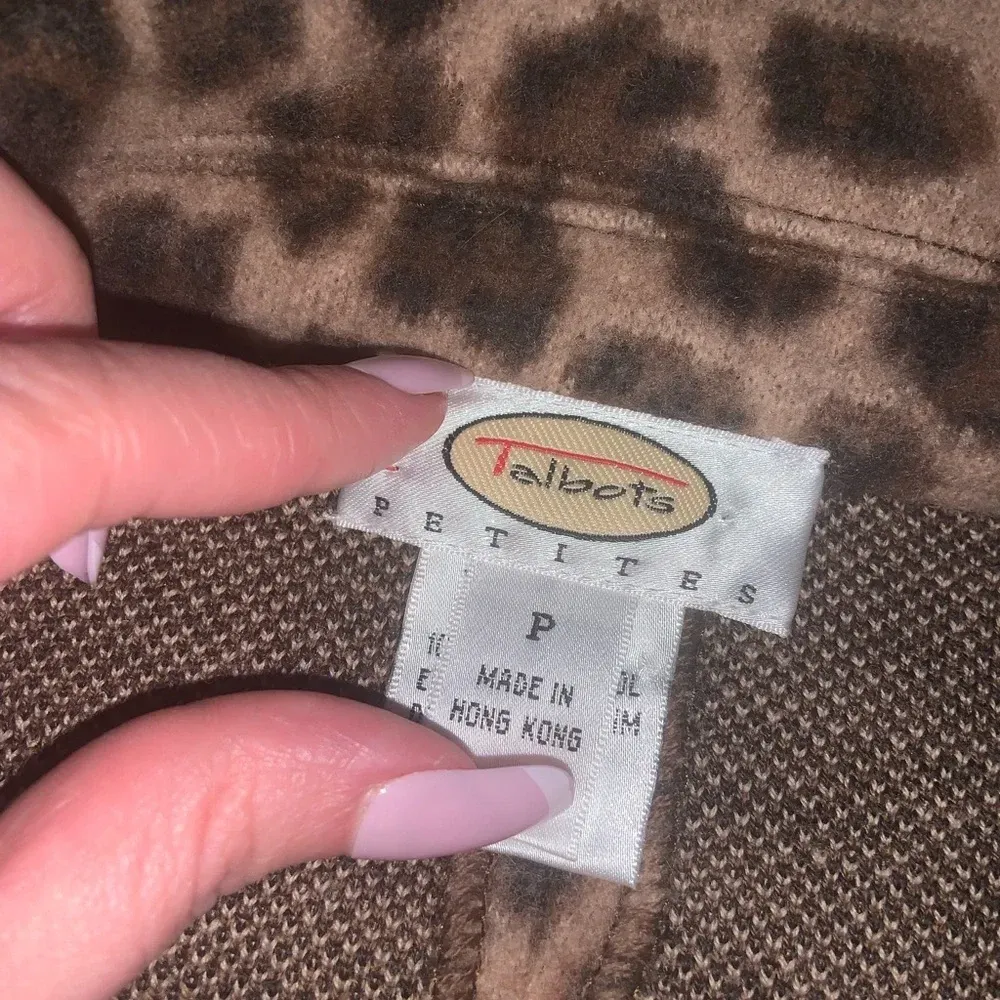 Talbots
PETITES
P
MADE IN
HONG KONG